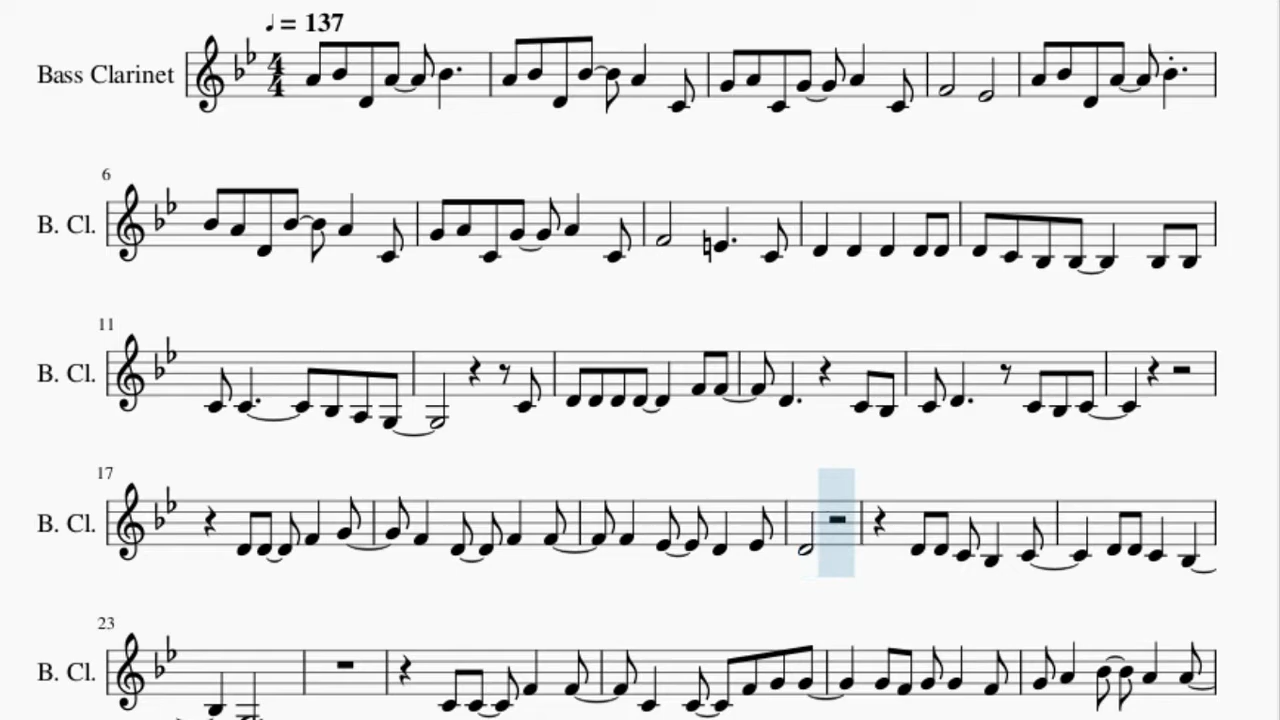 ♩ = 137
4
4
Bass Clarinet
6
B. Cl.
11
B. Cl.
17
B. Cl.
23
B. Cl.